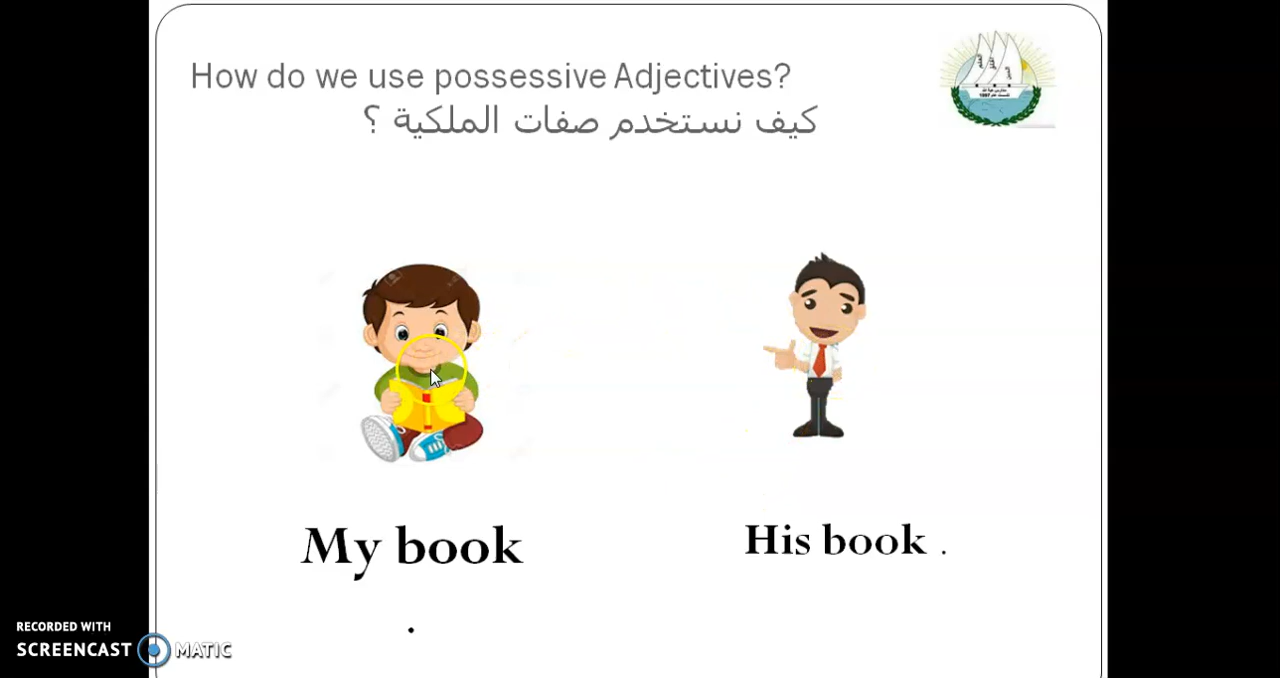 How do we use possessive Adjectives?
كيف نستخدم صفات الملكية ؟
My book
His book .
.
RECORDED WITH
SCREENCAST MATIC